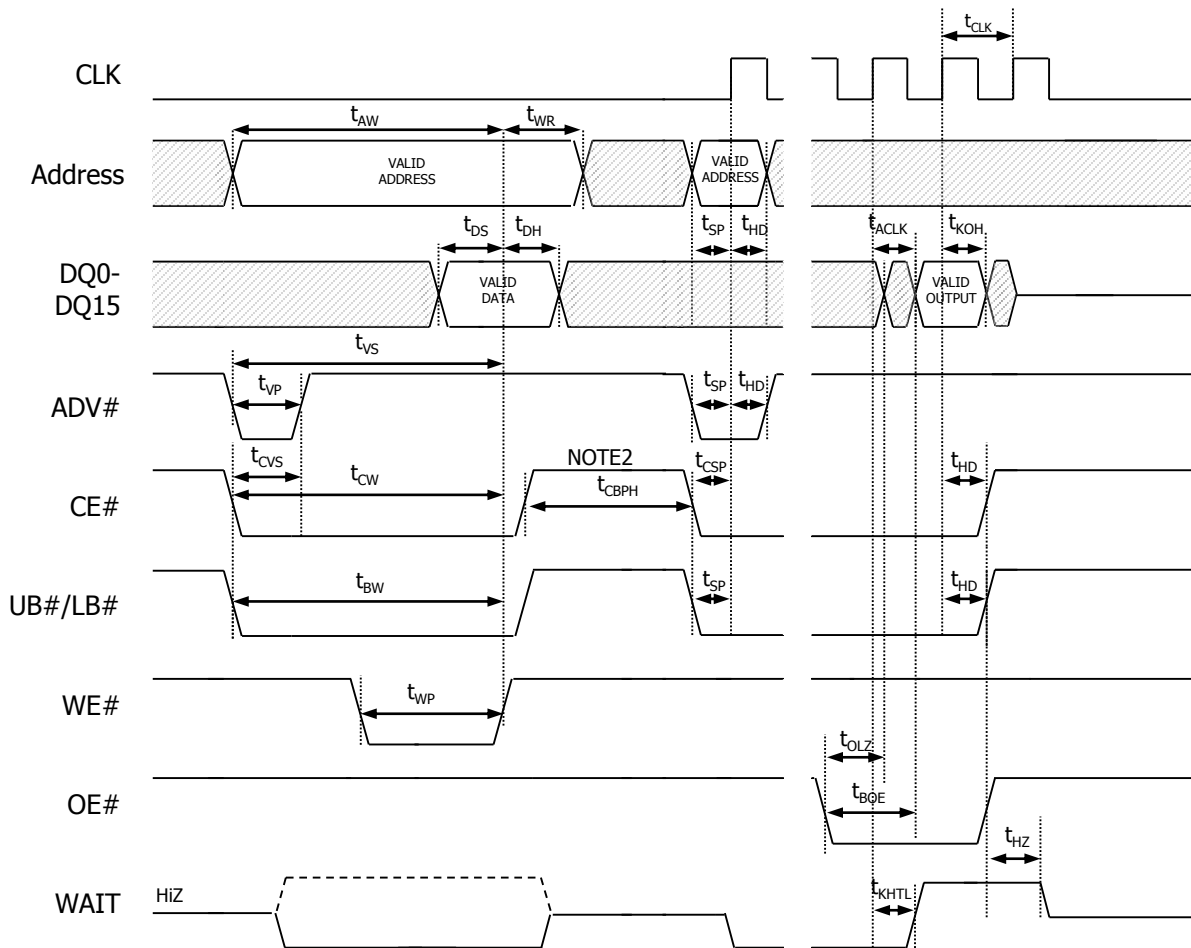 tCLK
CLK
tAW
tWR
Address
VALID
ADDRESS
VALID
ADDRESS
tDS
tDH
tSP
tHD
tACLK
tKOH
DQ0-
DQ15
VALID
DATA
VALID
OUTPUT
tVS
ADV#
tVP
tSP
tHD
tCVS
NOTE2
tCSP
CE#
tCW
tCBPH
tHD
UB#/LB#
tBW
tSP
tHD
WE#
tWP
tOLZ
OE#
tBOE
tHZ
WAIT
HiZ
tKHTL